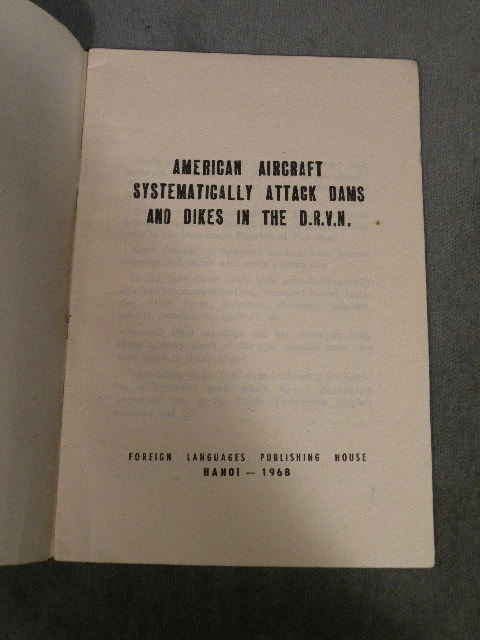 AMERICAN AIRCRAFT
SYSTEMATICALLY ATTACK DAMS
AND DIKES IN THE D.R.V.N.
FOREIGN LANGUAGES PUBLISHING HOUSE
HANOI — 1968